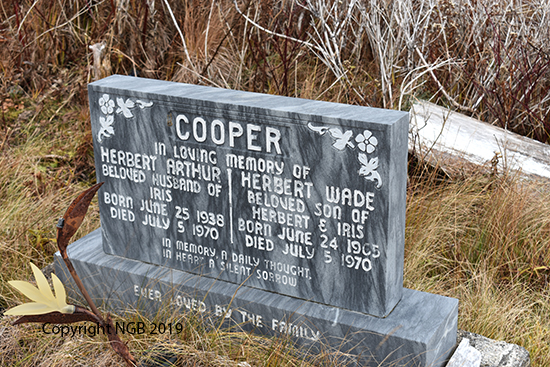 COOPER
IN LOVING MEMORY OF
HERBERT ARTHUR
BELOVED HUSBAND OF
IRIS
BORN JUNE 25 1938
DIED JULY 5 1970
HERBERT WADE
BELOVED SON OF
HERBERT & IRIS
BORN JUNE 24 1965
DIED JULY 5 1970
IN MEMORY, A DAILY THOUGHT,
IN HEART A SILENT SORROW
EVER LOVED BY THE FAMILY
Copyright NGB 2019